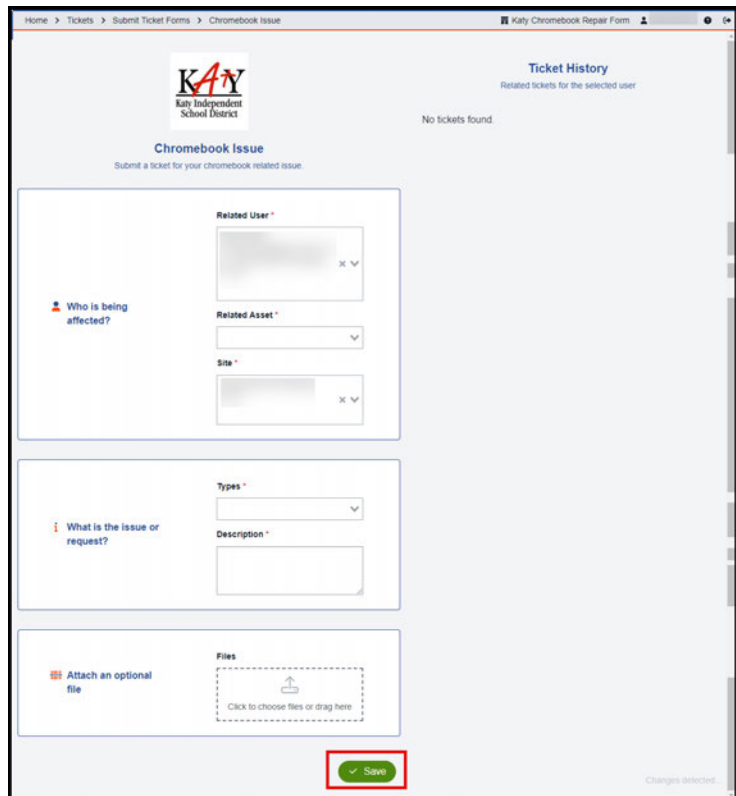 Home > Tickets > Submit Ticket Forms > Chromebook Issue
Katy Chromebook Repair Form
KATY
Katy Independent
School District
Chromebook Issue
Submit a ticket for your chromebook related issue.
Who is being
affected?
Related User *
Related Asset *
Site *
What is the issue or
request?
Types *
Description *
Attach an optional
file
Files
Click to choose files or drag here
Save
Ticket History
Related tickets for the selected user
No tickets found.
Changes detected...